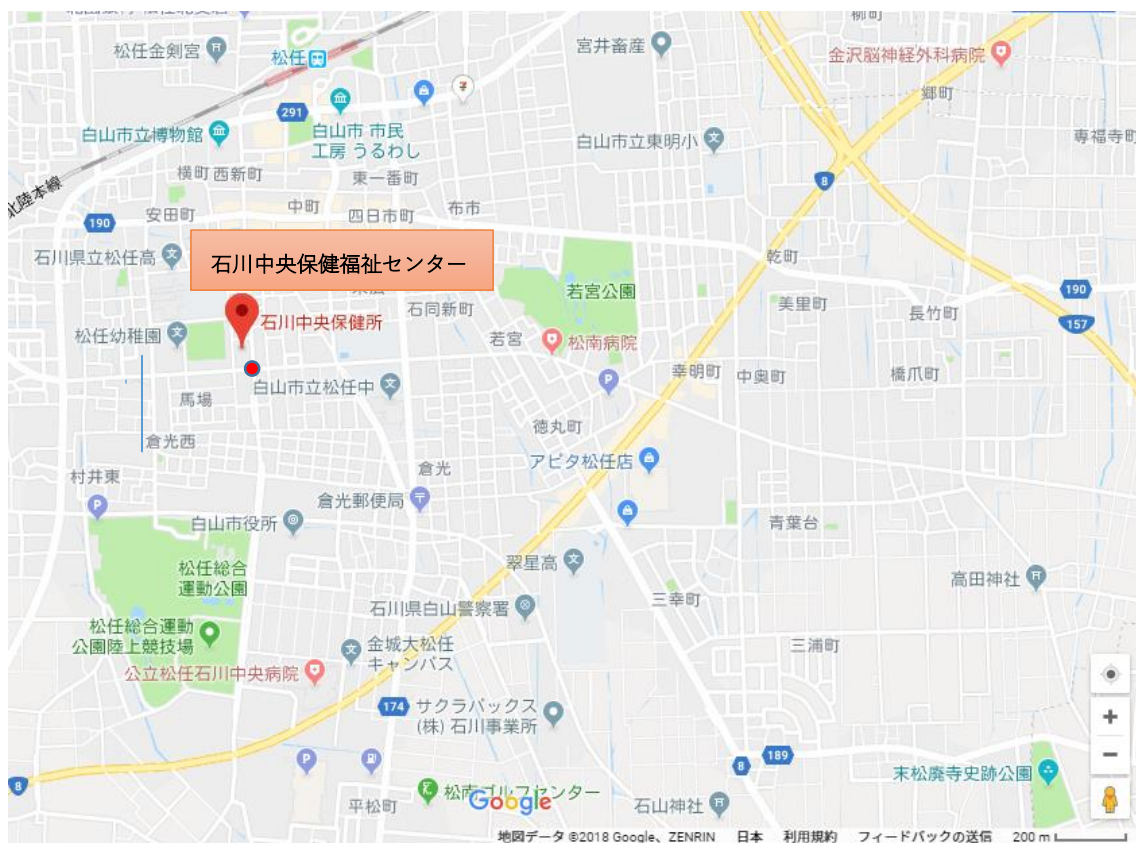 松任金剣宮
松任
宮井畜産
柳町
金沢脳神経外科病院
郷町
291
白山市立博物館
白山市 市民
工房 うるわし
白山市立東明小
専福寺町
北陸本線
横町
西新町
東一番町
8
190
安田町
中町
四日市町
布市
石川県立松任高
乾町
石川中央保健福祉センター
若宮公園
190
美里町
石同新町
長竹町
157
石川中央保健所
松任幼稚園
若宮
松南病院
幸明町
中奥町
橋爪町
P
白山市立松任中
馬場
徳丸町
倉光西
アピタ松任店
村井東
倉光
P
倉光郵便局
白山市役所
青葉台
翠星高
松任総合
運動公園
高田神社
三幸町
石川県白山警察署
松任総合運動
公園陸上競技場
金城大松任
キャンパス
三浦町
公立松任石川中央病院
174
サクラパックス
(株) 石川事業所
P
189
8
8
末松廃寺史跡公園
松南ゴルフセンター
Google
平松町
石山神社
地図データ ©2018 Google、ZENRIN 日本 利用規約 フィードバックの送信 200 m